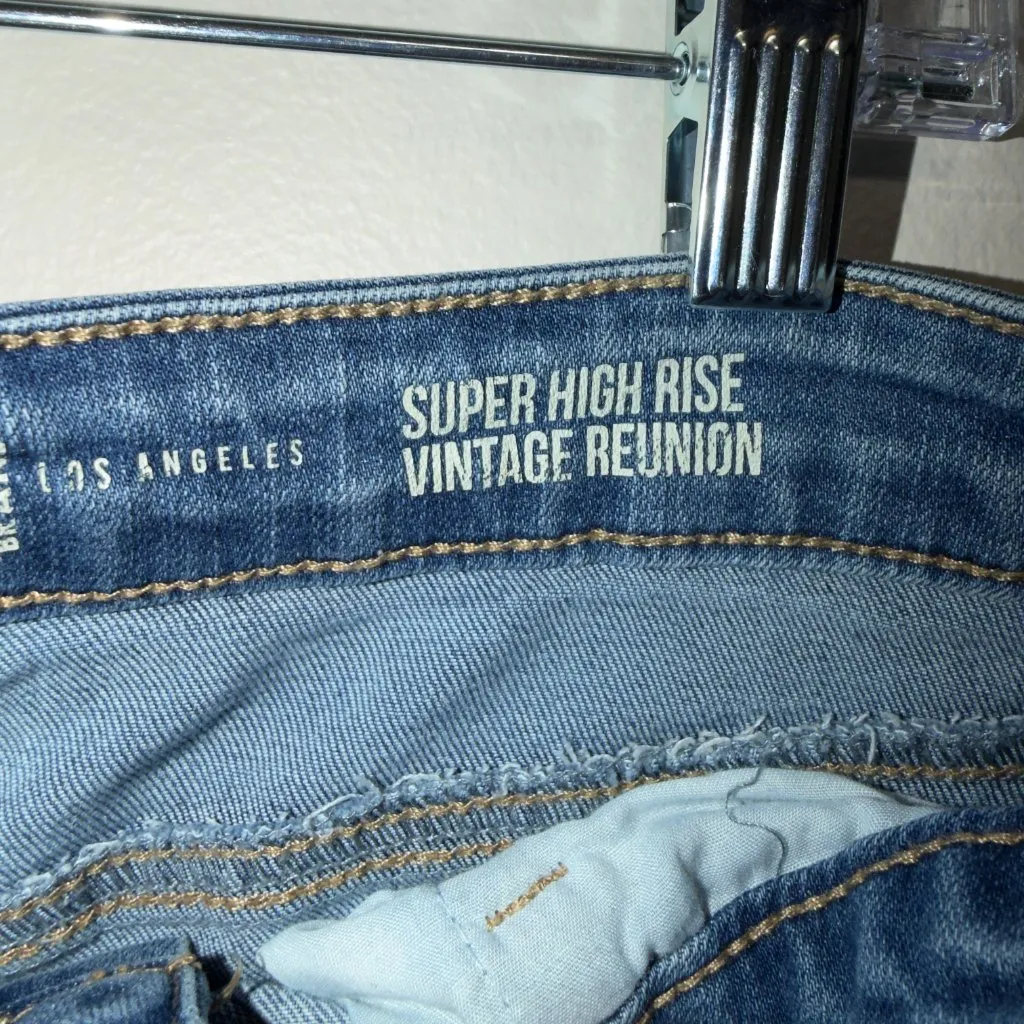 LOS ANGELES
SUPER HIGH RISE
VINTAGE REUNION